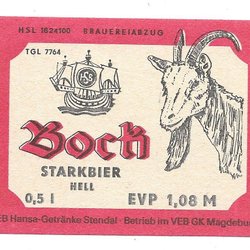 HSL 1624100 BRAUEREIABZUG
TGL 7764
Bock
STARKBIER
HELL
0,5 l EVP 1,08 M
EB Hansa-Getränke Stendal · Betrieb im VEB GK Magdebu